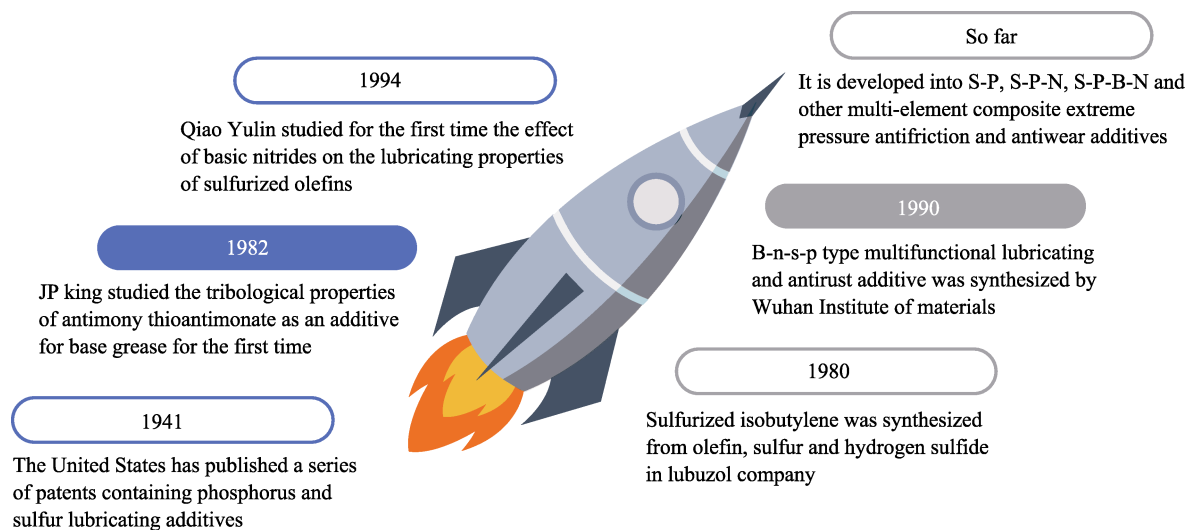 1994
Qiao Yulin studied for the first time the effect
of basic nitrides on the lubricating properties
of sulfurized olefins
1982
JP king studied the tribological properties
of antimony thioantimonate as an additive
for base grease for the first time
1941
The United States has published a series
of patents containing phosphorus and
sulfur lubricating additives
So far
It is developed into S-P, S-P-N, S-P-B-N and
other multi-element composite extreme
pressure antifriction and antiwear additives
1990
B-n-s-p type multifunctional lubricating
and antirust additive was synthesized by
Wuhan Institute of materials
1980
Sulfurized isobutylene was synthesized
from olefin, sulfur and hydrogen sulfide
in lubuzol company